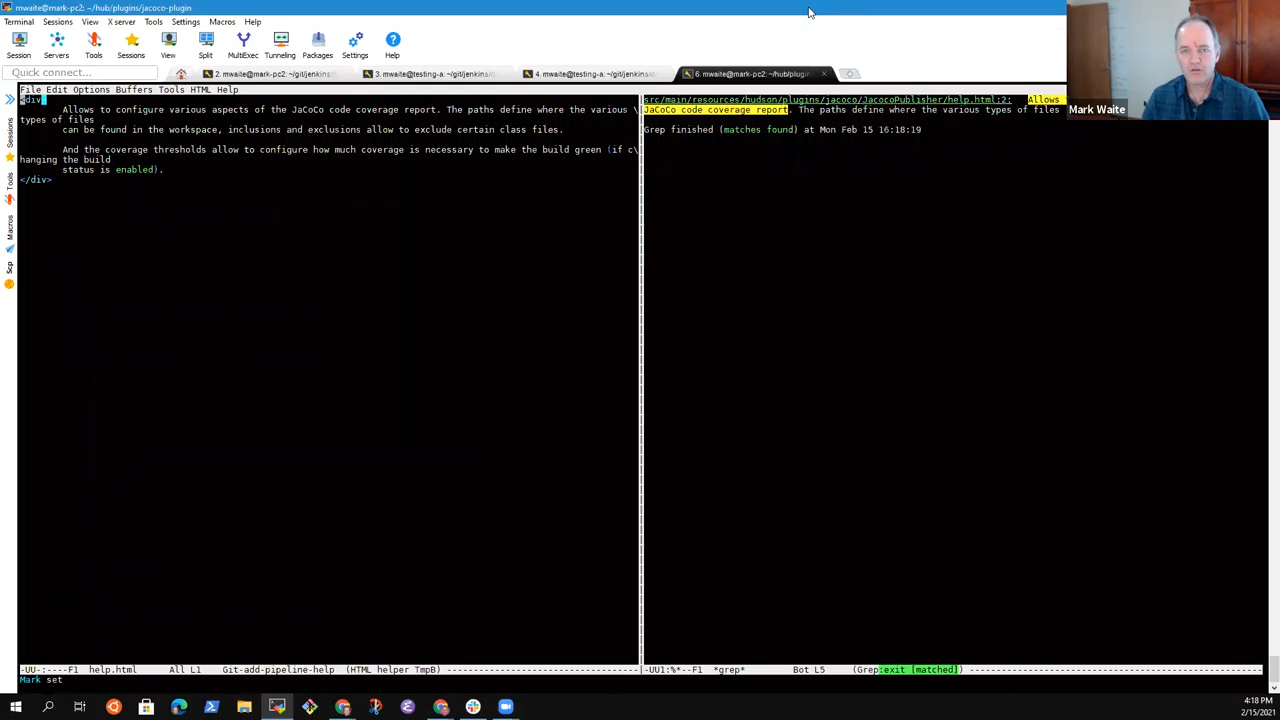 mwaite@mark-pc2: ~/hub/plugins/jacoco-plugin
Terminal Sessions View X server Tools Settings Macros Help
Session Servers Tools Sessions View Split MultiExec Tunneling Packages Settings Help
Quick connect...
2. mwaite@mark-pc2: ~/git/jenkins/
3. mwaite@testing-a: ~/git/jenkins/
4. mwaite@testing-a: ~/git/jenkins/
6. mwaite@mark-pc2: ~/hub/plugin
Mark Waite
Sessions
Tools
Macros
Scp
File Edit Options Buffers Tools HTML Help
<div
Allows to configure various aspects of the JaCoCo code coverage report. The paths define where the various \
types of files
can be found in the workspace, inclusions and exclusions allow to exclude certain class files.
And the coverage thresholds allow to configure how much coverage is necessary to make the build green (if c\
hanging the build
status is enabled).
</div>
src/main/resources/hudson/plugins/jacoco/JacocoPublisher/help.html:2: Allows
JaCoCo code coverage report. The paths define where the various types of files
Grep finished (matches found) at Mon Feb 15 16:18:19
-UU-:----F1 help.html All L1 Git-add-pipeline-help (HTML helper TmpB)
-UU1:%*--F1 *grep* Bot L5 (Grep:exit [matched])
Mark set
4:18 PM
2/15/2021